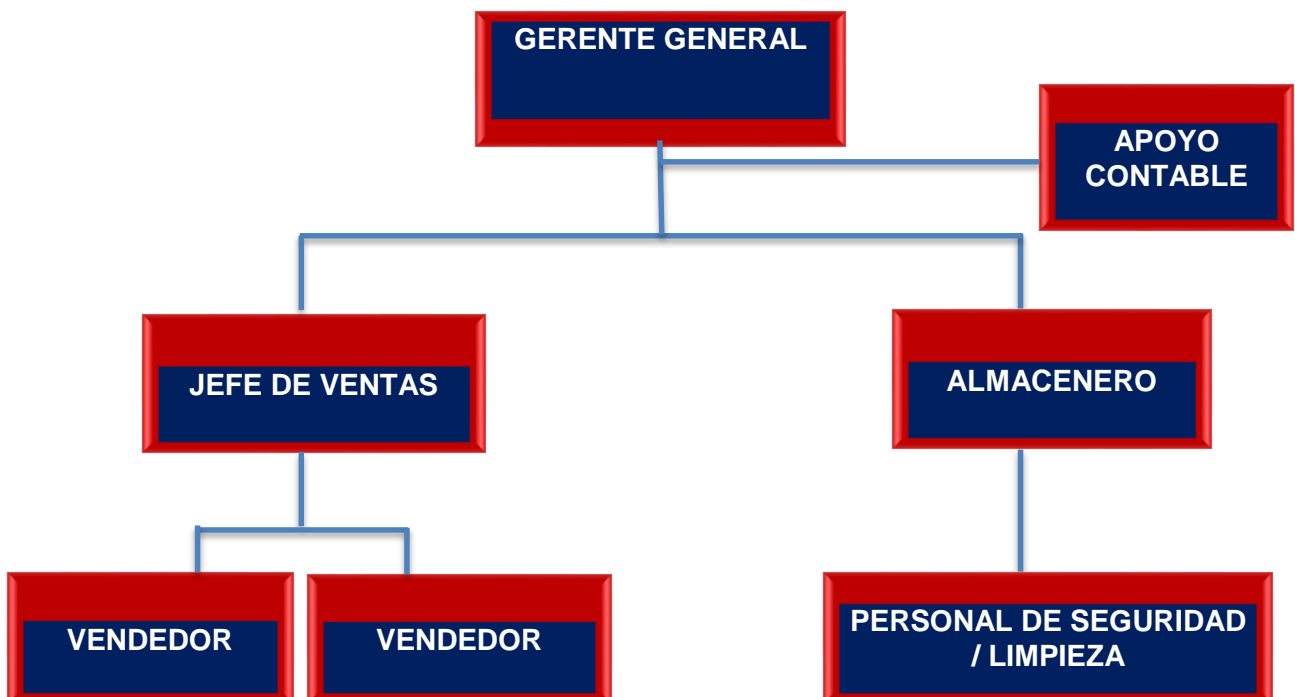 GERENTE GENERAL
APOYO
CONTABLE
JEFE DE VENTAS
ALMACENERO
VENDEDOR
VENDEDOR
PERSONAL DE SEGURIDAD
/ LIMPIEZA